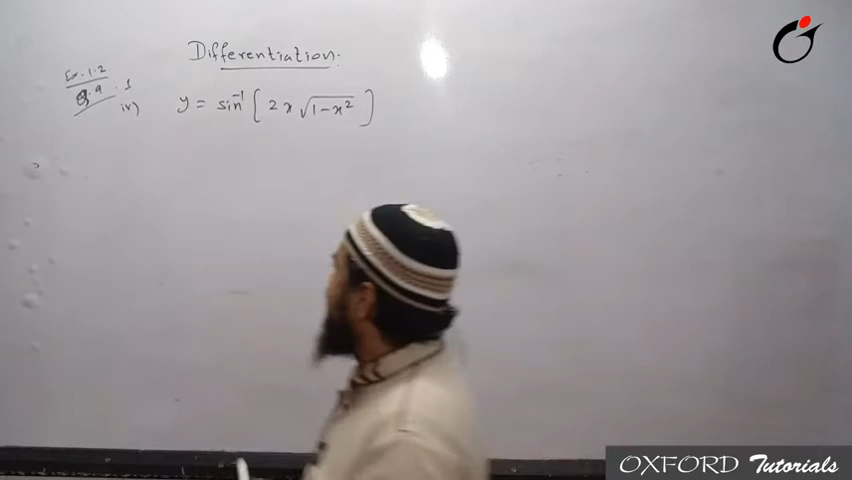 Differentiation.
Ex. 1.2
Q.9. 1
iv) y = sin⁻¹ [ 2x √1-x² ]
OXFORD Tutorials